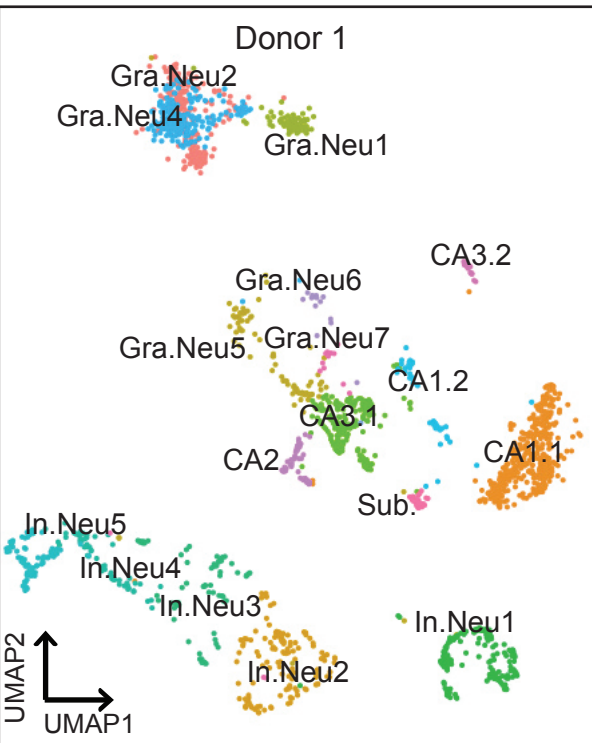 Donor 1
Gra.Neu2
Gra.Neu4
Gra.Neu1
CA3.2
Gra.Neu6
Gra.Neu7
Gra.Neu5
CA1.2
CA3.1
CA1.1
CA2
Sub.
In.Neu5
In.Neu4
In.Neu3
In.Neu1
In.Neu2
UMAP2
UMAP1